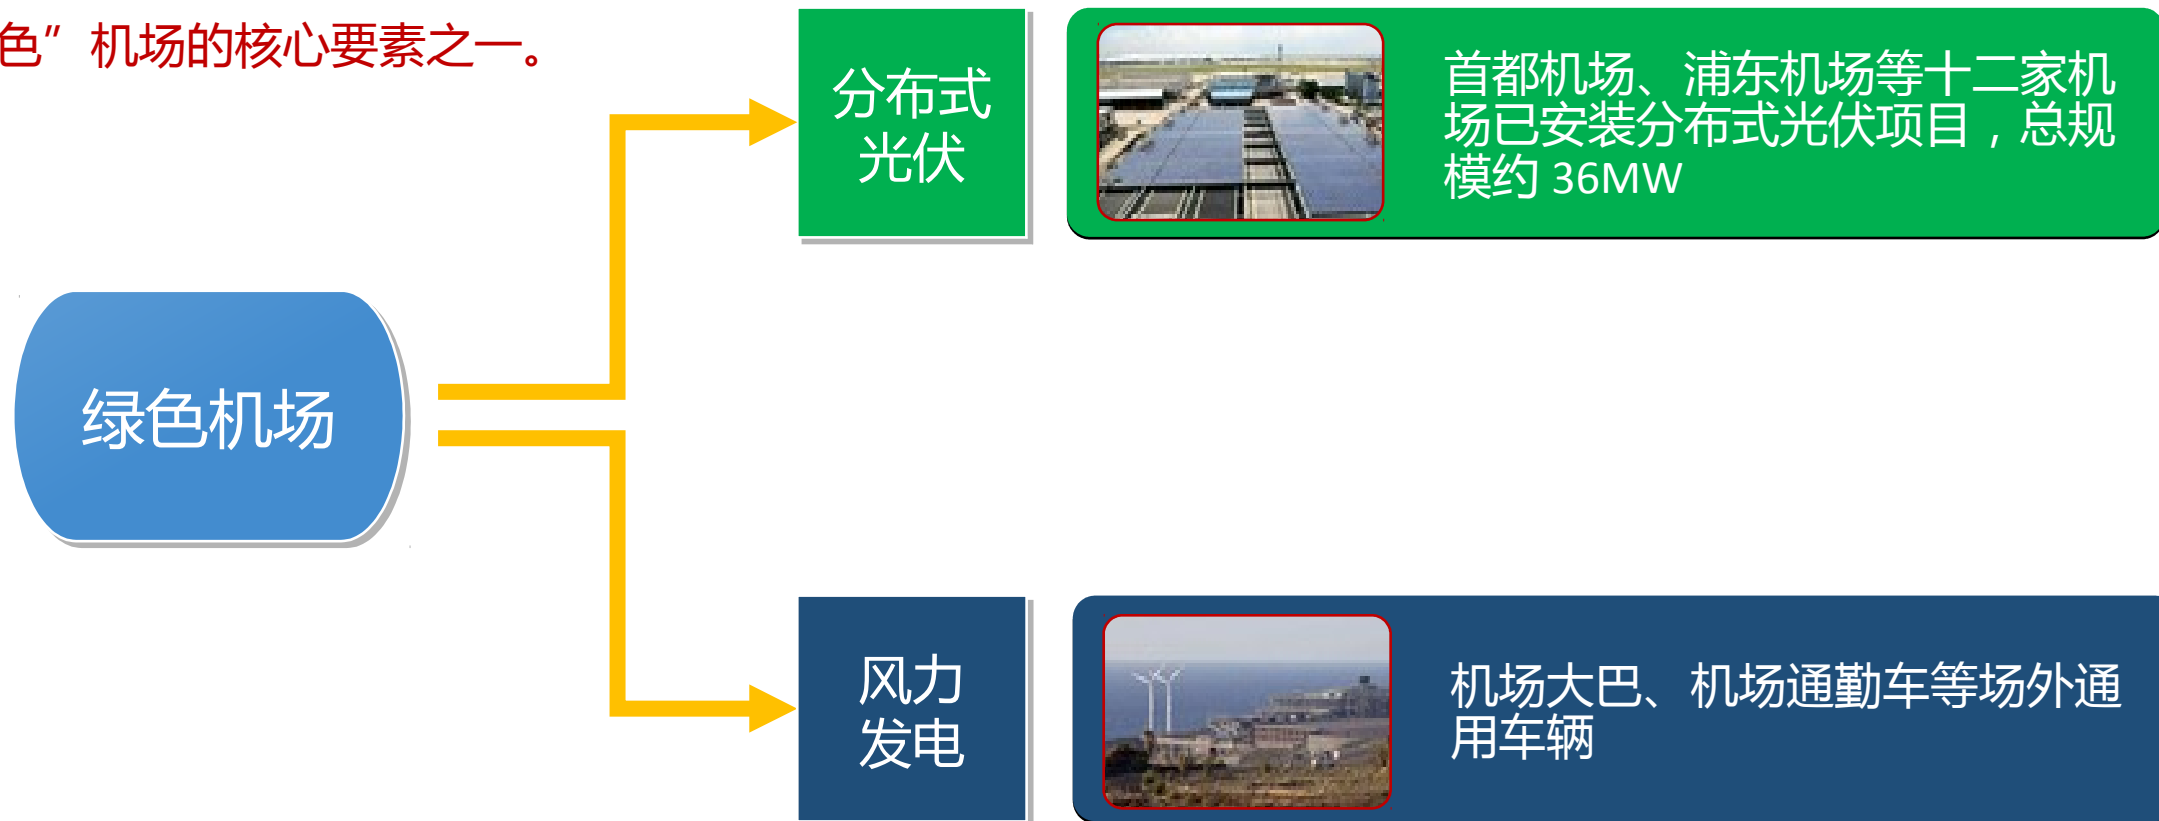 色”机场的核心要素之一。
分布式
光伏
首都机场、浦东机场等十二家机
场已安装分布式光伏项目，总规
模约 36MW
绿色机场
风力
发电
机场大巴、机场通勤车等场外通
用车辆